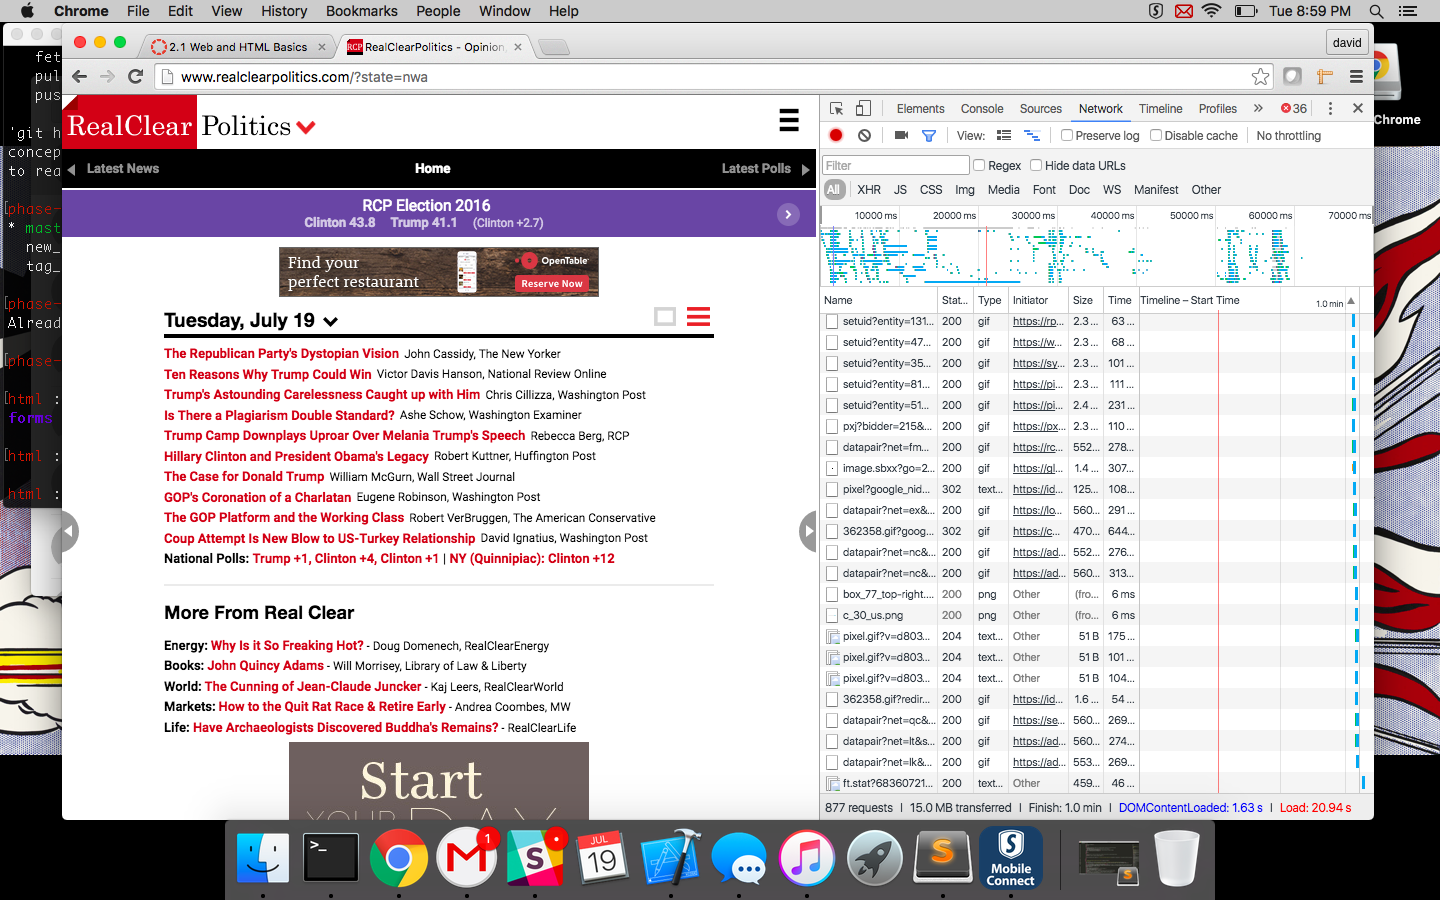 Chrome File Edit View History Bookmarks People Window Help Tue 8:59 PM
2.1 Web and HTML Basics
RCP RealClearPolitics - Opinion,
david
www.realclearpolitics.com/?state=nwa
fet
pul
pus
'git h
concep
to rea
[phase-
* mast
new_
tag_
[phase-
Alread
[phase-
[html :
forms
[html :
html :
Chrome
RealClear Politics
Latest News Home Latest Polls
RCP Election 2016
Clinton 43.8 Trump 41.1 (Clinton +2.7)
Find your
perfect restaurant
OpenTable
Reserve Now
Tuesday, July 19
The Republican Party's Dystopian Vision John Cassidy, The New Yorker
Ten Reasons Why Trump Could Win Victor Davis Hanson, National Review Online
Trump's Astounding Carelessness Caught up with Him Chris Cillizza, Washington Post
Is There a Plagiarism Double Standard? Ashe Schow, Washington Examiner
Trump Camp Downplays Uproar Over Melania Trump's Speech Rebecca Berg, RCP
Hillary Clinton and President Obama's Legacy Robert Kuttner, Huffington Post
The Case for Donald Trump William McGurn, Wall Street Journal
GOP's Coronation of a Charlatan Eugene Robinson, Washington Post
The GOP Platform and the Working Class Robert VerBruggen, The American Conservative
Coup Attempt Is New Blow to US-Turkey Relationship David Ignatius, Washington Post
National Polls: Trump +1, Clinton +4, Clinton +1 | NY (Quinnipiac): Clinton +12
More From Real Clear
Energy: Why Is it So Freaking Hot? - Doug Domenech, RealClearEnergy
Books: John Quincy Adams - Will Morrisey, Library of Law & Liberty
World: The Cunning of Jean-Claude Juncker - Kaj Leers, RealClearWorld
Markets: How to the Quit Rat Race & Retire Early - Andrea Coombes, MW
Life: Have Archaeologists Discovered Buddha's Remains? - RealClearLife
Start
YOUR DAY
Elements Console Sources Network Timeline Profiles » 36
View: Preserve log Disable cache No throttling
Filter Regex Hide data URLs
All XHR JS CSS Img Media Font Doc WS Manifest Other
10000 ms 20000 ms 30000 ms 40000 ms 50000 ms 60000 ms 70000 ms
Name Stat... Type Initiator Size Time Timeline – Start Time 1.0 min
setuid?entity=131... 200 gif https://rp... 2.3 ... 63 ...
setuid?entity=47... 200 gif https://w... 2.3 ... 68 ...
setuid?entity=35... 200 gif https://sy... 2.3 ... 101 ...
setuid?entity=81... 200 gif https://pi... 2.3 ... 111 ...
setuid?entity=51... 200 gif https://pi... 2.4 ... 231 ...
pxj?bidder=215&... 200 gif https://px... 2.3 ... 110 ...
datapair?net=fm... 200 gif https://rc... 552... 278...
image.sbxx?go=2... 200 gif https://gl... 1.4 ... 307...
pixel?google_nid... 302 text... https://id... 125... 108...
datapair?net=ex&... 200 gif https://lo... 560... 291...
362358.gif?goog... 302 gif https://c... 470... 644...
datapair?net=nc&... 200 gif https://ad... 552... 276...
datapair?net=nc&... 200 gif https://ad... 560... 313...
box_77_top-right.... 200 png Other (fro... 6 ms
c_30_us.png 200 png Other (fro... 6 ms
pixel.gif?v=d803... 204 text... Other 51 B 175 ...
pixel.gif?v=d803... 204 text... Other 51 B 101 ...
pixel.gif?v=d803... 204 text... Other 51 B 104...
362358.gif?redir... 200 gif https://id... 1.6 ... 54 ...
datapair?net=qc&... 200 gif https://se... 560... 269...
datapair?net=lt&s... 200 gif https://ad... 560... 274...
datapair?net=lk&... 200 gif https://ad... 553... 269...
ft.stat?68360721... 200 text... Other 459... 46 ...
877 requests | 15.0 MB transferred | Finish: 1.0 min | DOMContentLoaded: 1.63 s | Load: 20.94 s
>_
1
S
JUL
19
S
Mobile
Connect